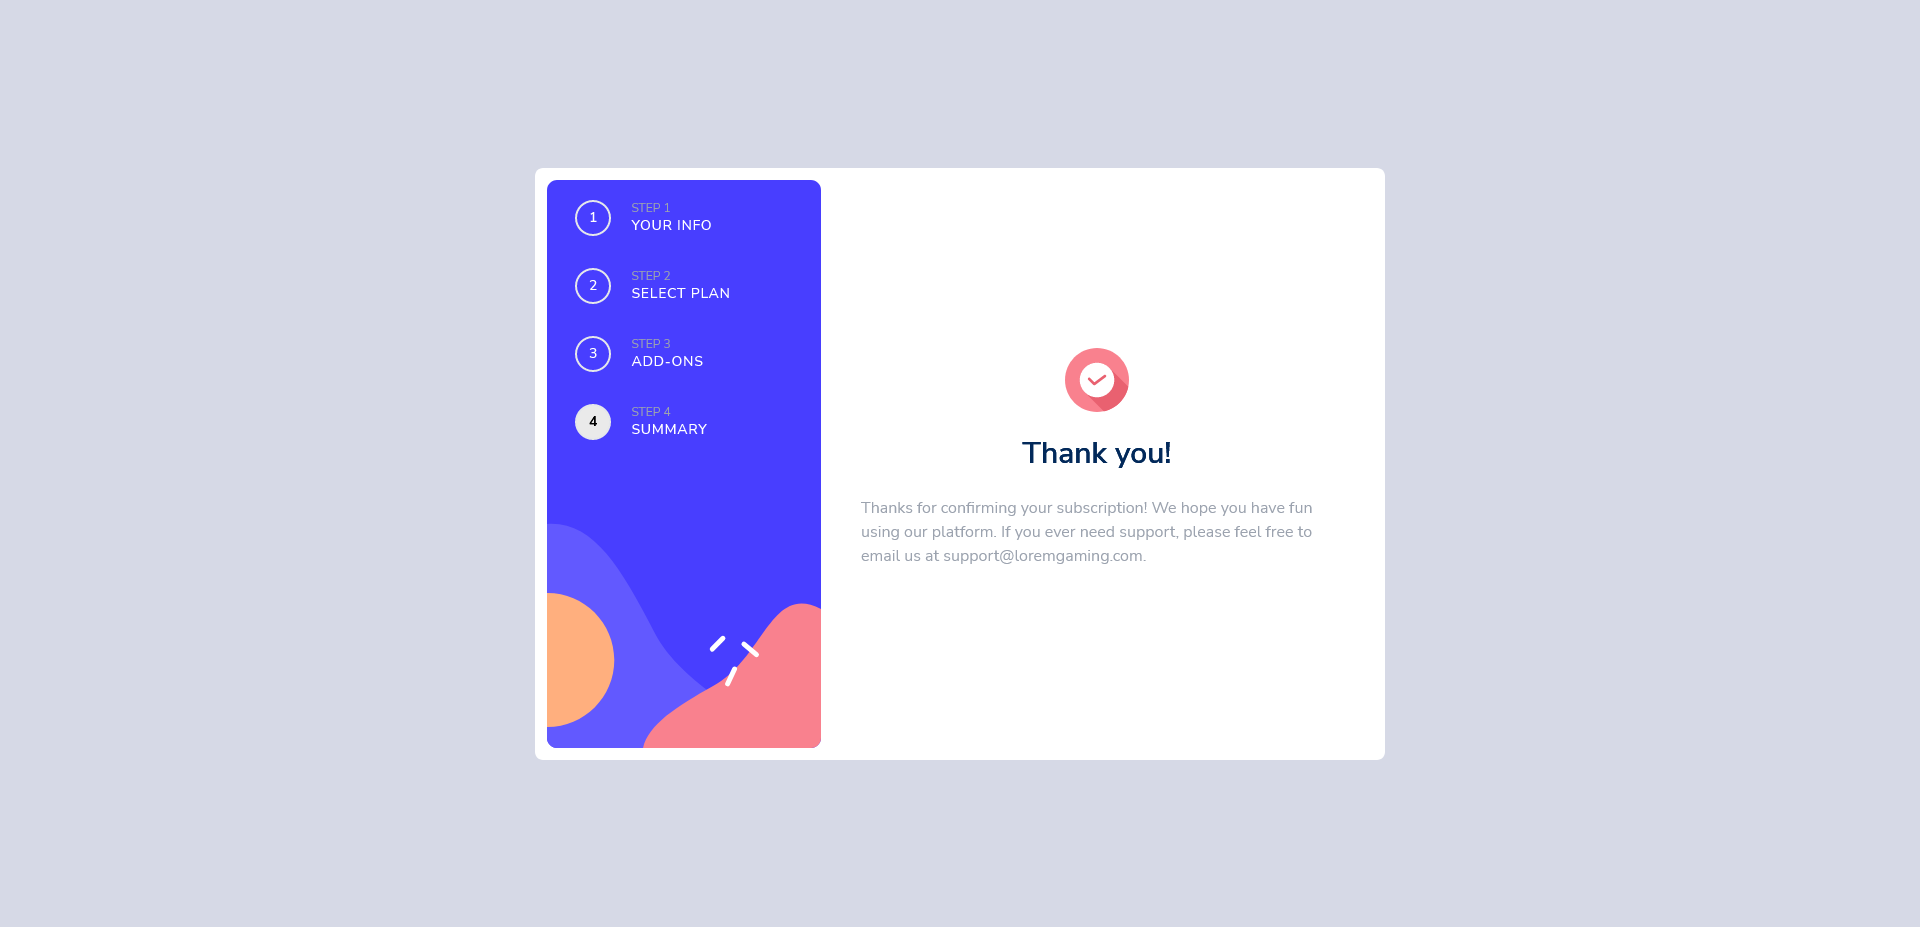 1
STEP 1
YOUR INFO
2
STEP 2
SELECT PLAN
3
STEP 3
ADD-ONS
4
STEP 4
SUMMARY
Thank you!
Thanks for confirming your subscription! We hope you have fun
using our platform. If you ever need support, please feel free to
email us at support@loremgaming.com.